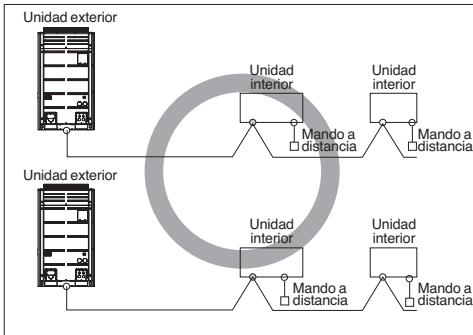 Unidad exterior
Unidad
interior
Unidad
interior
Mando a
distancia
Mando a
distancia
Unidad exterior
Unidad
interior
Unidad
interior
Mando a
distancia
Mando a
distancia